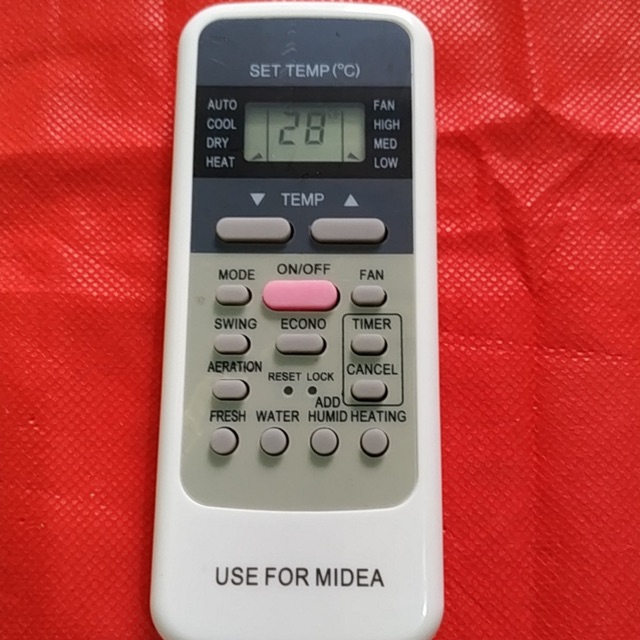 SET TEMP(°C)
AUTO FAN
COOL 28 HIGH
DRY MED
HEAT LOW
▼ TEMP ▲
MODE ON/OFF FAN
SWING ECONO TIMER
AERATION CANCEL
RESET LOCK
FRESH WATER ADD HUMID HEATING
USE FOR MIDEA